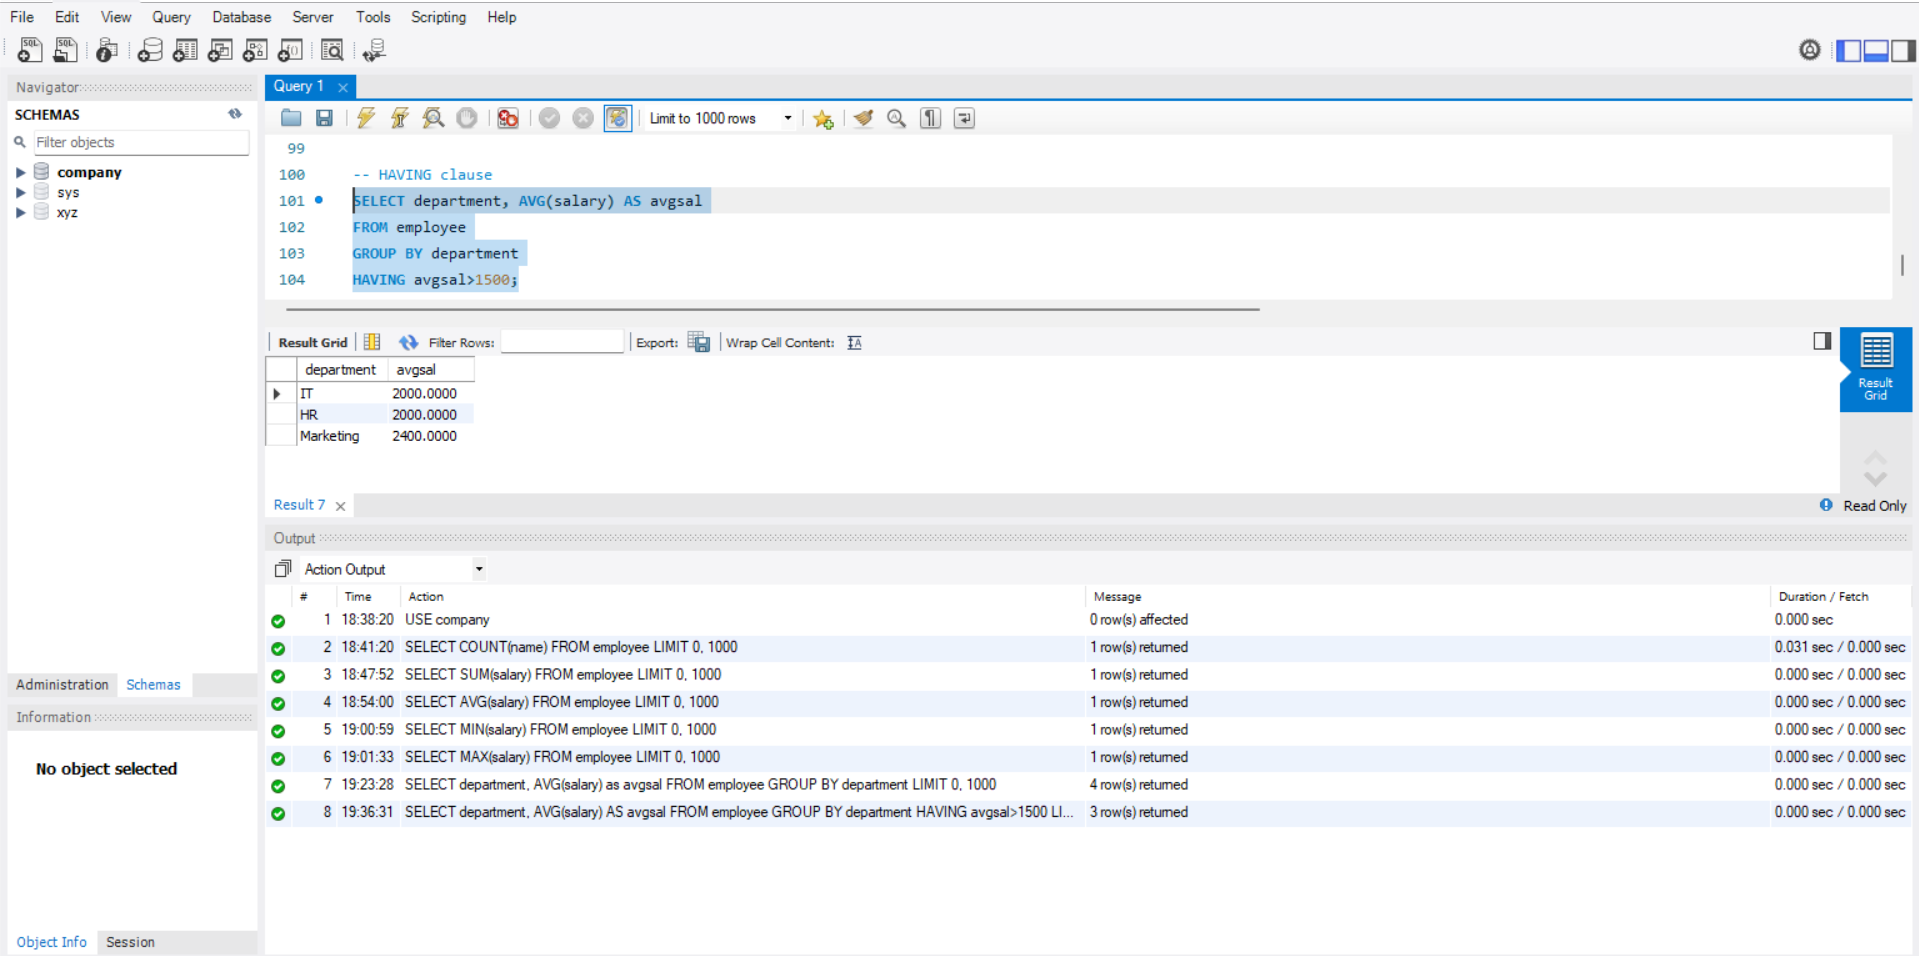 File Edit View Query Database Server Tools Scripting Help
Navigator
SCHEMAS
Filter objects
company
sys
xyz
Administration Schemas
Information
No object selected
Object Info Session
Query 1
Limit to 1000 rows
99
100 -- HAVING clause
101 SELECT department, AVG(salary) AS avgsal
102 FROM employee
103 GROUP BY department
104 HAVING avgsal>1500;
Result Grid Filter Rows: Export: Wrap Cell Content:
department avgsal
IT 2000.0000
HR 2000.0000
Marketing 2400.0000
Result
Grid
Result 7 Read Only
Output
Action Output
# Time Action Message Duration / Fetch
1 18:38:20 USE company 0 row(s) affected 0.000 sec
2 18:41:20 SELECT COUNT(name) FROM employee LIMIT 0, 1000 1 row(s) returned 0.031 sec / 0.000 sec
3 18:47:52 SELECT SUM(salary) FROM employee LIMIT 0, 1000 1 row(s) returned 0.000 sec / 0.000 sec
4 18:54:00 SELECT AVG(salary) FROM employee LIMIT 0, 1000 1 row(s) returned 0.000 sec / 0.000 sec
5 19:00:59 SELECT MIN(salary) FROM employee LIMIT 0, 1000 1 row(s) returned 0.000 sec / 0.000 sec
6 19:01:33 SELECT MAX(salary) FROM employee LIMIT 0, 1000 1 row(s) returned 0.000 sec / 0.000 sec
7 19:23:28 SELECT department, AVG(salary) as avgsal FROM employee GROUP BY department LIMIT 0, 1000 4 row(s) returned 0.000 sec / 0.000 sec
8 19:36:31 SELECT department, AVG(salary) AS avgsal FROM employee GROUP BY department HAVING avgsal>1500 LI... 3 row(s) returned 0.000 sec / 0.000 sec